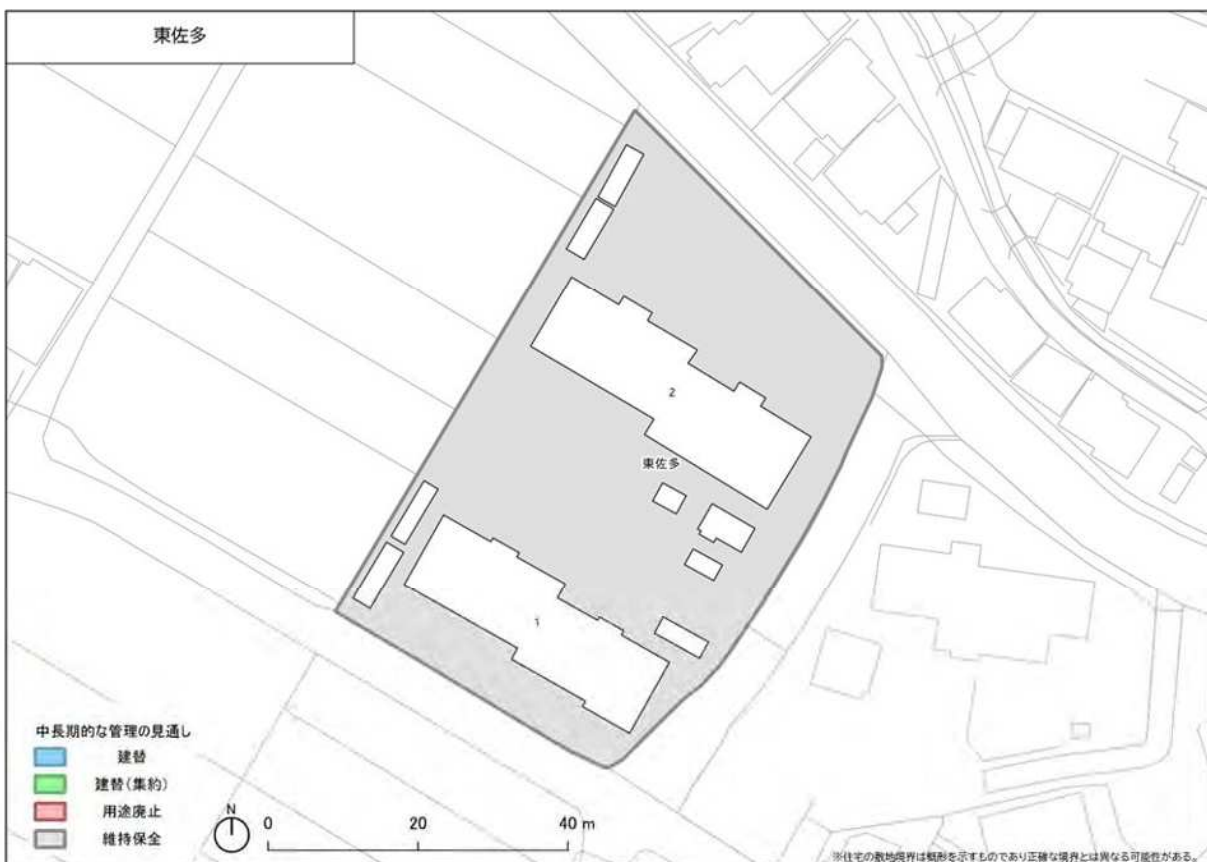 東佐多
2
東佐多
1
中長期的な管理の見通し
建替
建替(集約)
用途廃止
維持保全
N
0 20 40 m
※住宅の敷地境界は概形を示すものであり正確な境界とは異なる可能性がある。